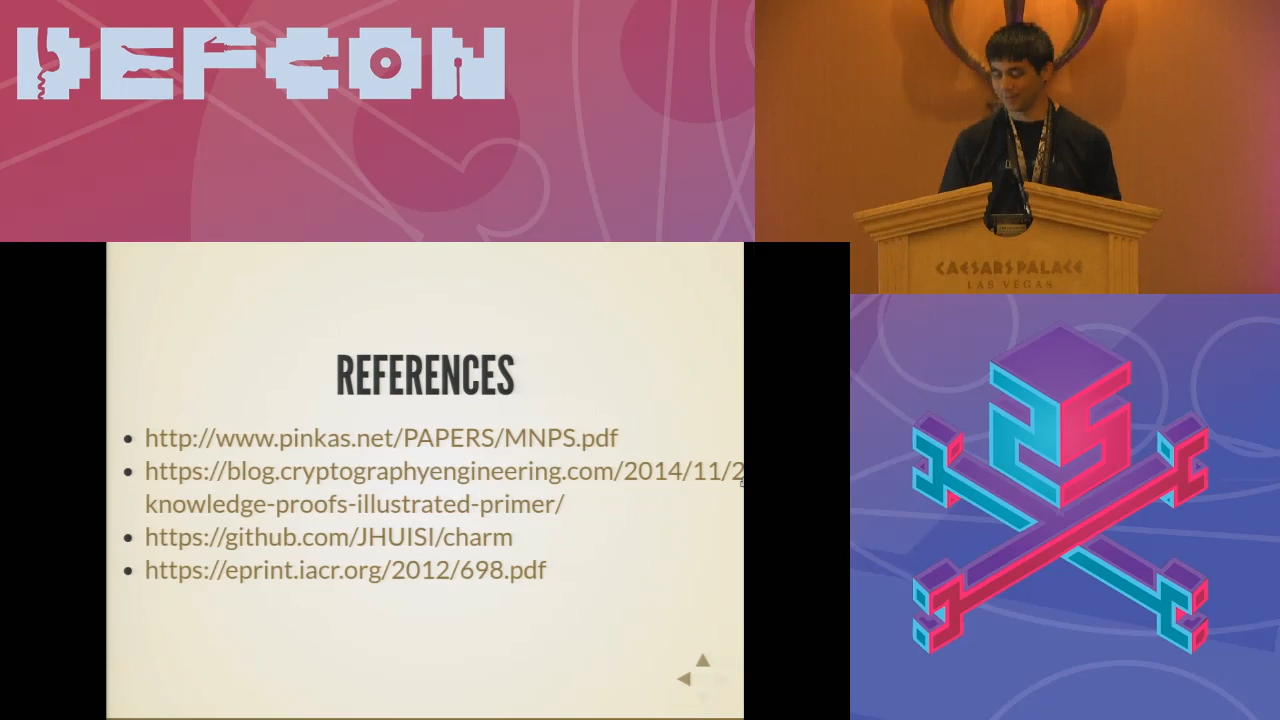 DEFCON
CAESARS PALACE
LAS VEGAS
REFERENCES
http://www.pinkas.net/PAPERS/MNPS.pdf
https://blog.cryptographyengineering.com/2014/11/2
knowledge-proofs-illustrated-primer/
https://github.com/JHUISI/charm
https://eprint.iacr.org/2012/698.pdf
25